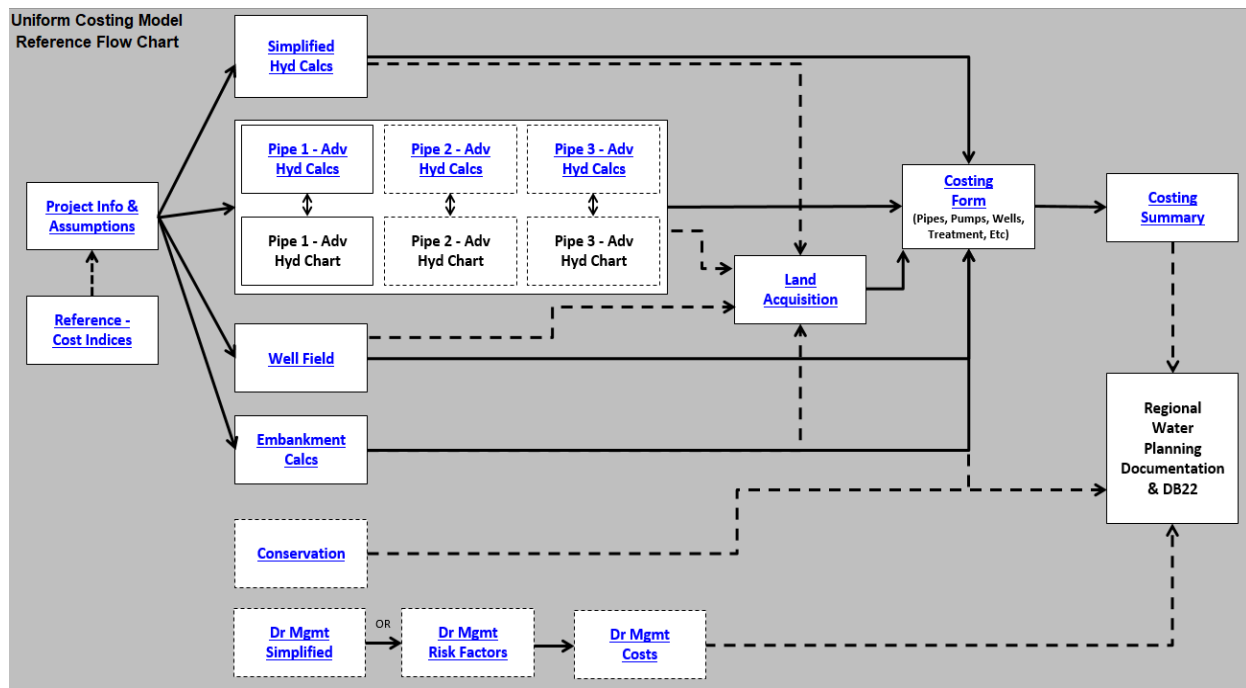 Uniform Costing Model
Reference Flow Chart
Simplified
Hyd Calcs
Pipe 1 - Adv
Hyd Calcs
Pipe 2 - Adv
Hyd Calcs
Pipe 3 - Adv
Hyd Calcs
Pipe 1 - Adv
Hyd Chart
Pipe 2 - Adv
Hyd Chart
Pipe 3 - Adv
Hyd Chart
Project Info &
Assumptions
Reference -
Cost Indices
Well Field
Embankment
Calcs
Land
Acquisition
Costing
Form
(Pipes, Pumps, Wells,
Treatment, Etc)
Costing
Summary
Regional
Water
Planning
Documentation
& DB22
Conservation
Dr Mgmt
Simplified
OR
Dr Mgmt
Risk Factors
Dr Mgmt
Costs